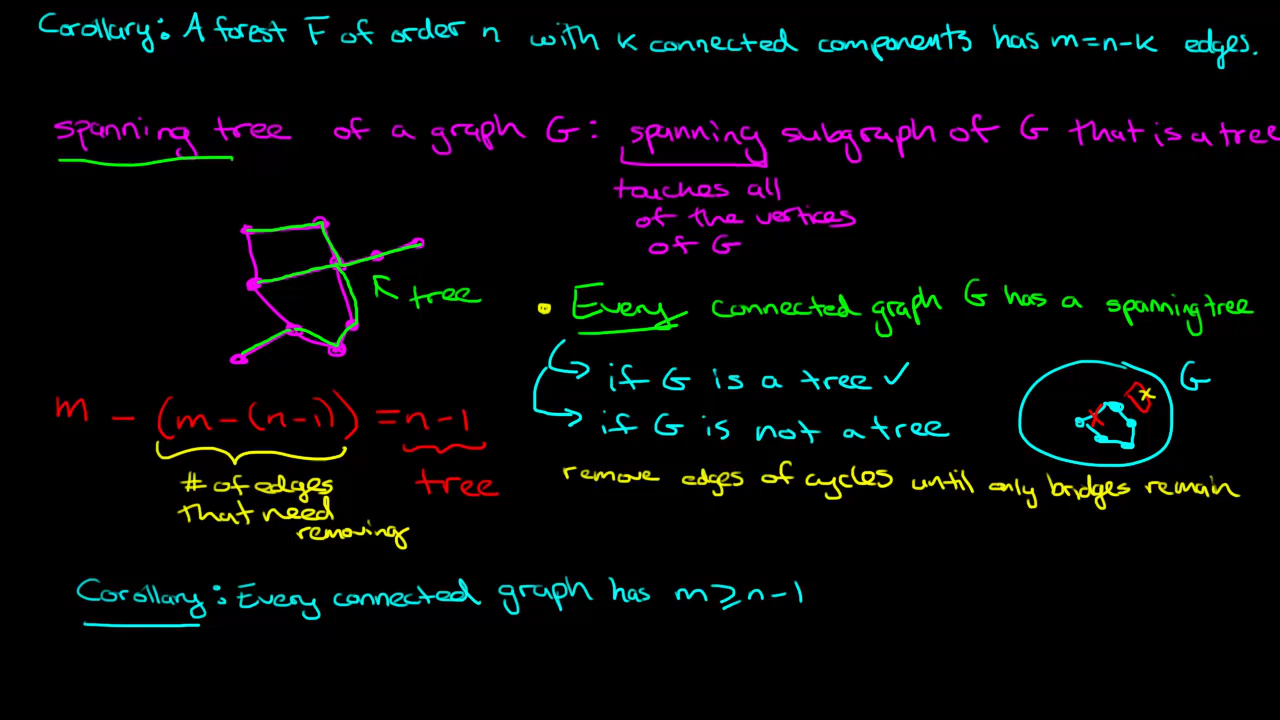 Corollary: A forest F of order n with k connected components has m=n-k edges.
spanning tree of a graph G: spanning subgraph of G that is a tree
touches all
of the vertices
of G
tree
• Every connected graph G has a spanning tree
if G is a tree ✓
G
if G is not a tree
x
x
m - (m-(n-1)) = n-1
remove edges of cycles until only bridges remain
# of edges
that need
removing
tree
Corollary: Every connected graph has m ≥ n-1